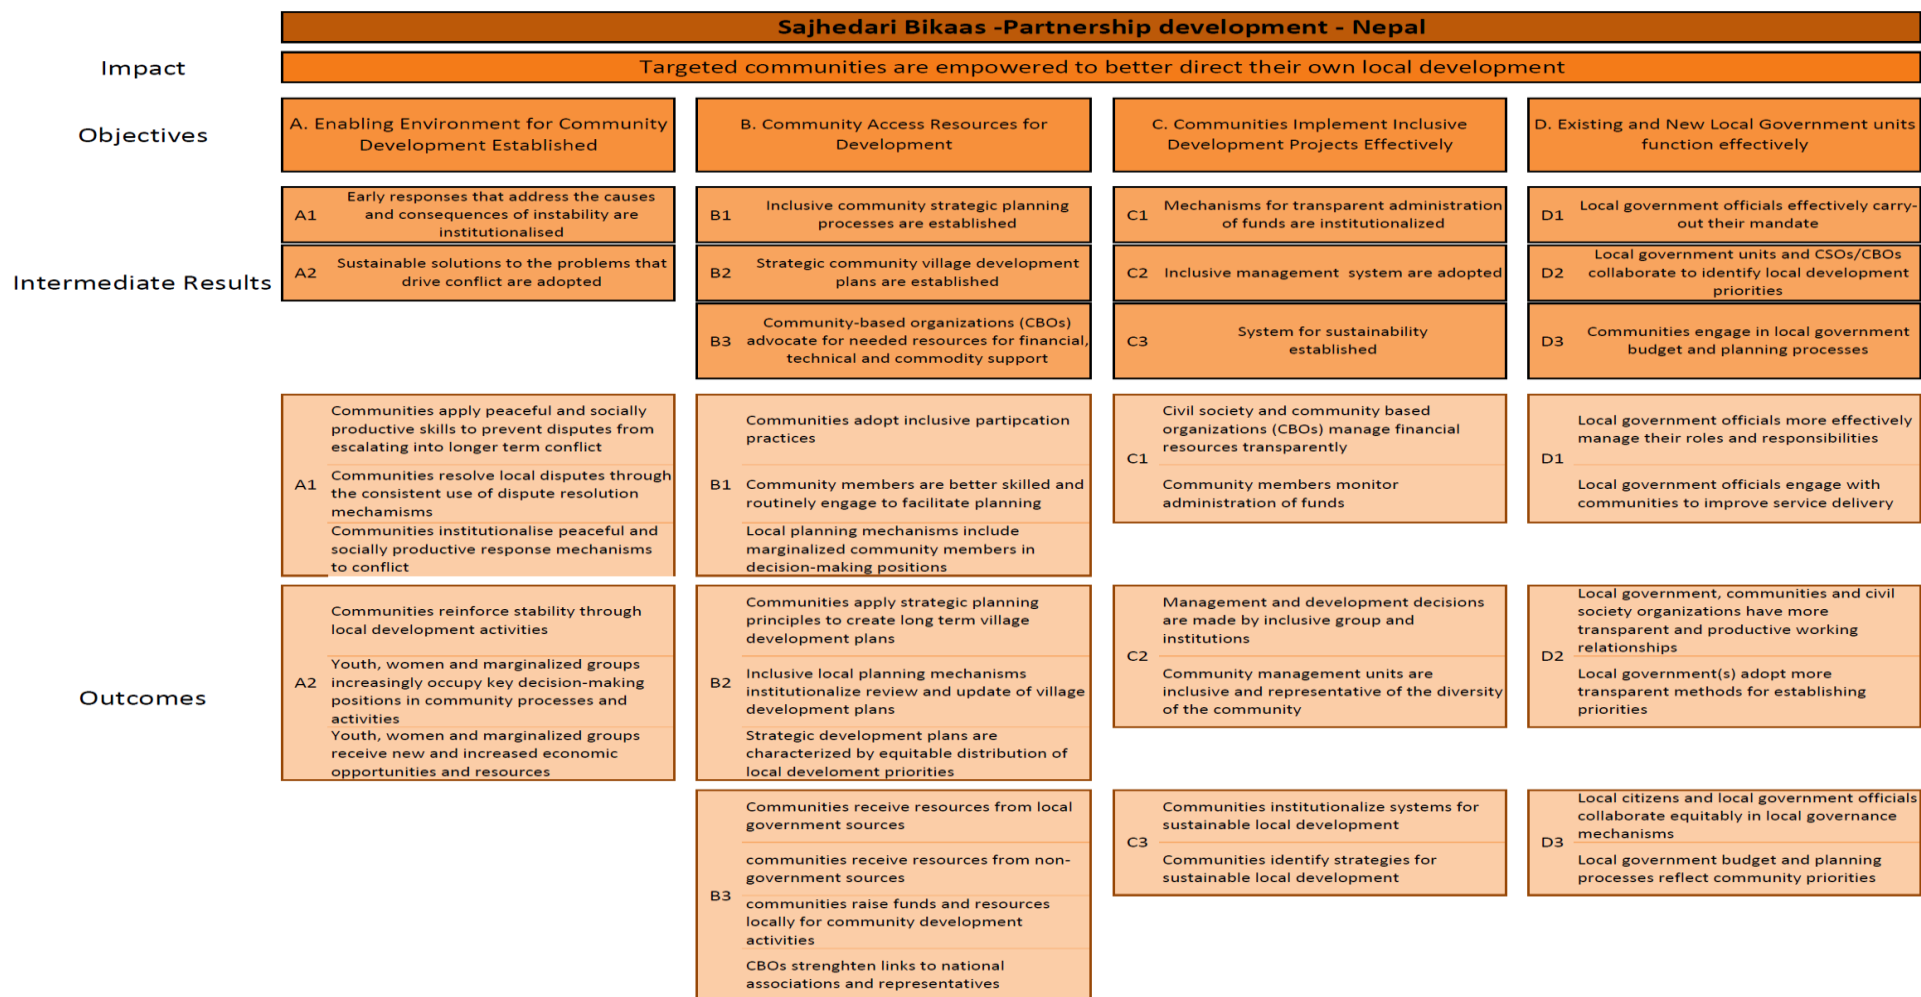 Sajhedari Bikaas -Partnership development - Nepal
Impact
Targeted communities are empowered to better direct their own local development
Objectives
A. Enabling Environment for Community
Development Established
B. Community Access Resources for
Development
C. Communities Implement Inclusive
Development Projects Effectively
D. Existing and New Local Government units
function effectively
Intermediate Results
A1
Early responses that address the causes
and consequences of instability are
institutionalised
B1
Inclusive community strategic planning
processes are established
C1
Mechanisms for transparent administration
of funds are institutionalized
D1
Local government officials effectively carry-
out their mandate
A2
Sustainable solutions to the problems that
drive conflict are adopted
B2
Strategic community village development
plans are established
C2
Inclusive management system are adopted
D2
Local government units and CSOs/CBOs
collaborate to identify local development
priorities
B3
Community-based organizations (CBOs)
advocate for needed resources for financial,
technical and commodity support
C3
System for sustainability
established
D3
Communities engage in local government
budget and planning processes
Outcomes
A1
Communities apply peaceful and socially
productive skills to prevent disputes from
escalating into longer term conflict
Communities resolve local disputes through
the consistent use of dispute resolution
mechamisms
Communities institutionalise peaceful and
socially productive response mechanisms
to conflict
B1
Communities adopt inclusive partipcation
practices
Community members are better skilled and
routinely engage to facilitate planning
Local planning mechanisms include
marginalized community members in
decision-making positions
C1
Civil society and community based
organizations (CBOs) manage financial
resources transparently
Community members monitor
administration of funds
D1
Local government officials more effectively
manage their roles and responsibilities
Local government officials engage with
communities to improve service delivery
A2
Communities reinforce stability through
local development activities
Youth, women and marginalized groups
increasingly occupy key decision-making
positions in community processes and
activities
Youth, women and marginalized groups
receive new and increased economic
opportunities and resources
B2
Communities apply strategic planning
principles to create long term village
development plans
Inclusive local planning mechanisms
institutionalize review and update of village
development plans
Strategic development plans are
characterized by equitable distribution of
local develoment priorities
C2
Management and development decisions
are made by inclusive group and
institutions
Community management units are
inclusive and representative of the diversity
of the community
D2
Local government, communities and civil
society organizations have more
transparent and productive working
relationships
Local government(s) adopt more
transparent methods for establishing
priorities
B3
Communities receive resources from local
government sources
communities receive resources from non-
government sources
communities raise funds and resources
locally for community development
activities
CBOs strenghten links to national
associations and representatives
C3
Communities institutionalize systems for
sustainable local development
Communities identify strategies for
sustainable local development
D3
Local citizens and local government officials
collaborate equitably in local governance
mechanisms
Local government budget and planning
processes reflect community priorities